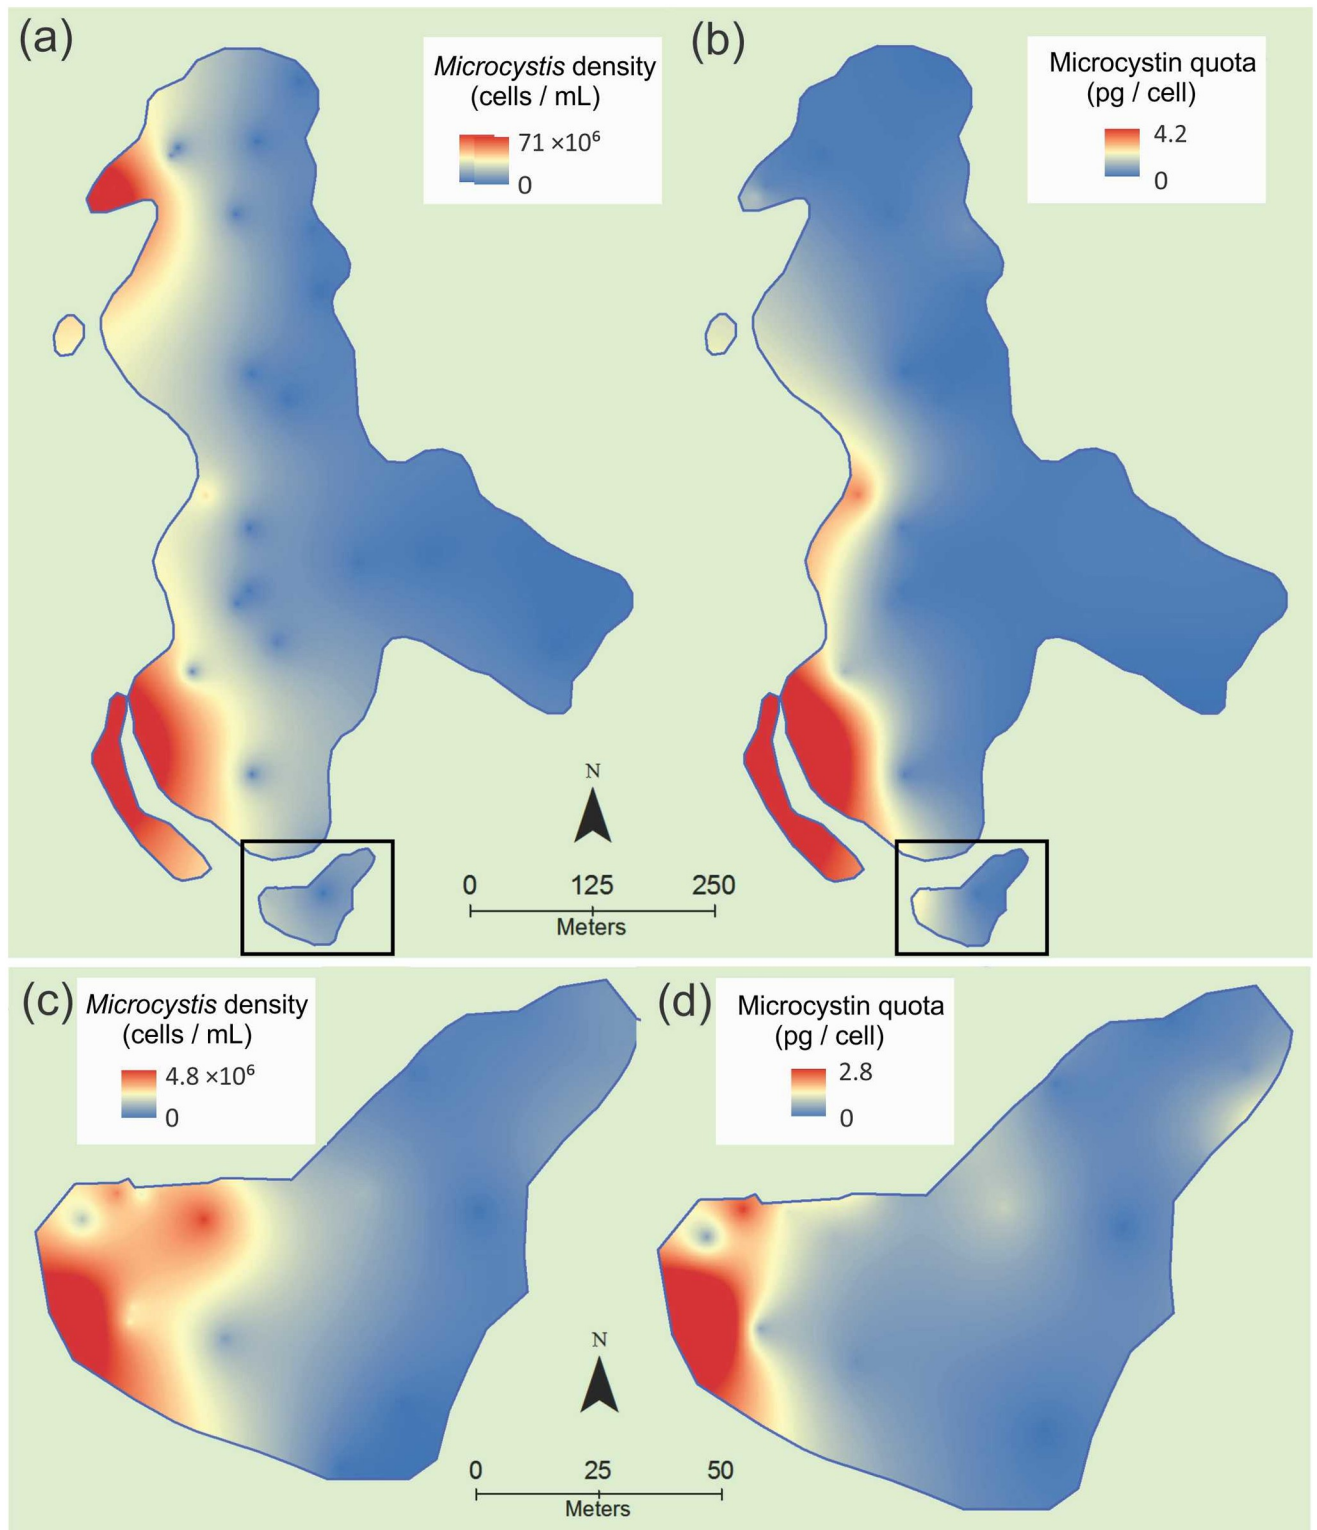 (a)
Microcystis density
(cells / mL)
71 ×10⁶
0
(b)
Microcystin quota
(pg / cell)
4.2
0
N
0 125 250
Meters
(c)
Microcystis density
(cells / mL)
4.8 ×10⁶
0
(d)
Microcystin quota
(pg / cell)
2.8
0
N
0 25 50
Meters